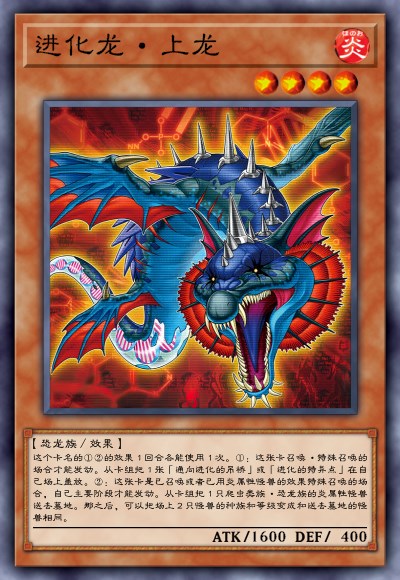 进化龙·上龙
ほのお
炎
NN
【恐龙族／效果】
这个卡名的①②的效果1回合各能使用1次。①：这张卡召唤·特殊召唤的
场合才能发动。从卡组把1张「通向进化的吊桥」或「进化的特异点」在自
己场上盖放。②：这张卡是已召唤或者已用炎属性怪兽的效果特殊召唤的场
合，自己主要阶段才能发动。从卡组把1只爬虫类族·恐龙族的炎属性怪兽
送去墓地。那之后，可以把场上2只怪兽的种族和等级变成和送去墓地的怪
兽相同。
ATK/1600 DEF/ 400